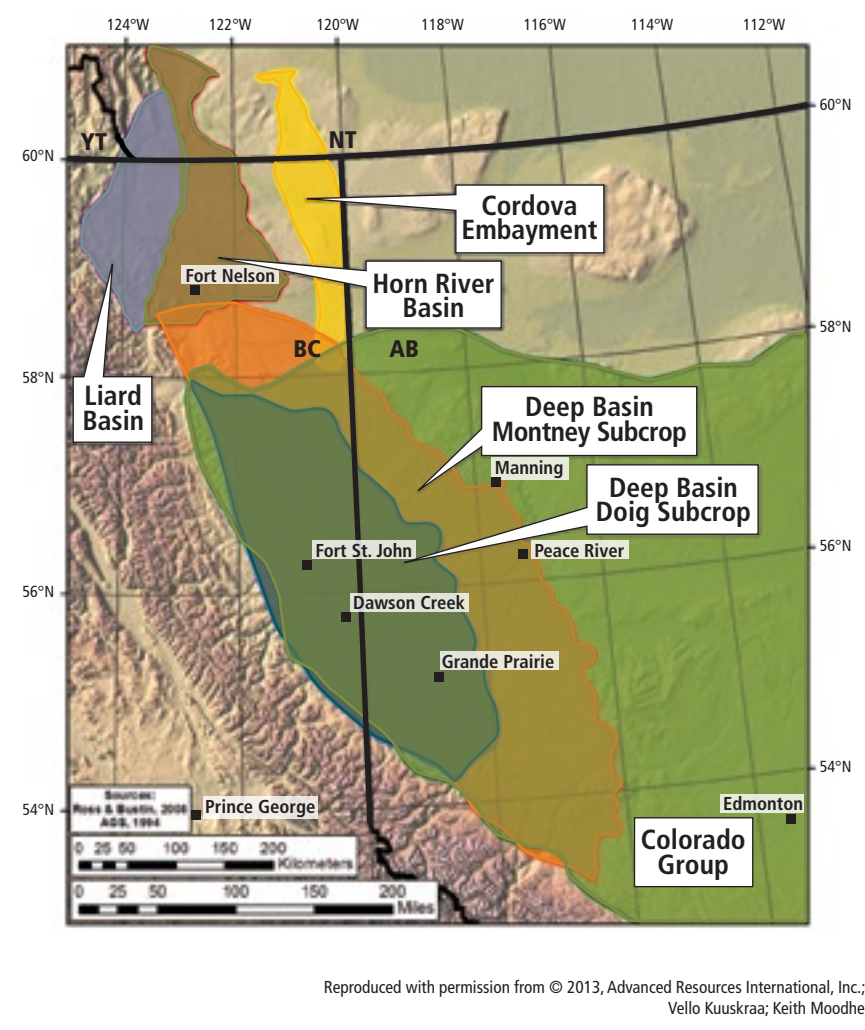 124°W 122°W 120°W 118°W 116°W 114°W 112°W
60°N
YT NT
60°N
Cordova
Embayment
Fort Nelson
Horn River
Basin
58°N
BC AB
58°N
Liard
Basin
Deep Basin
Montney Subcrop
Manning
Deep Basin
Doig Subcrop
Fort St. John
Peace River
56°N
56°N
Dawson Creek
Grande Prairie
54°N
Sources:
Ross & Bustin, 2008
AGS, 1994
54°N
Prince George
Edmonton
Colorado
Group
0 25 50 100 150 200
Kilometers
0 25 50 100 150 200
Miles
Reproduced with permission from © 2013, Advanced Resources International, Inc.;
Vello Kuuskraa; Keith Moodhe